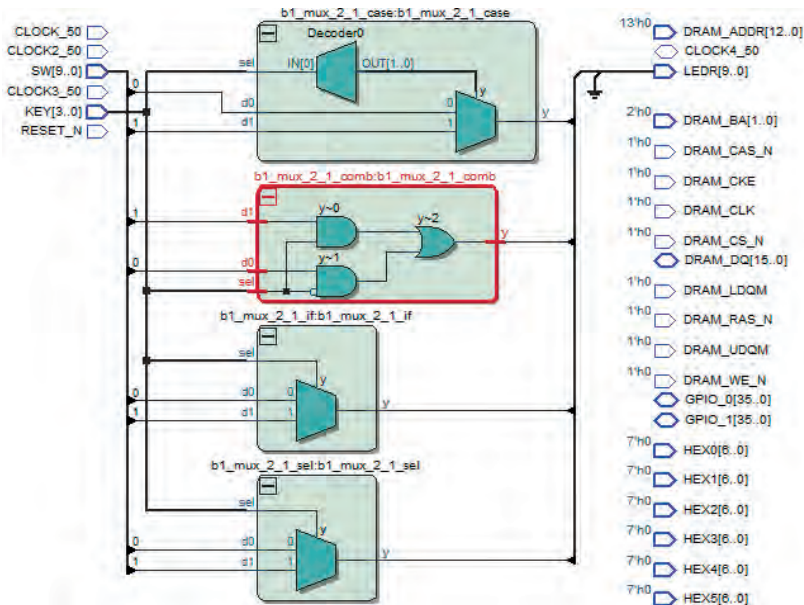 CLOCK_50
CLOCK2_50
SW[9..0]
CLOCK3_50
KEY[3..0]
RESET_N
0
1
b1_mux_2_1_case:b1_mux_2_1_case
Decoder0
sel
IN[0]
OUT[1..0]
y
d0
0
d1
1
y
b1_mux_2_1_comb:b1_mux_2_1_comb
1
d1
y~0
y~2
y
0
d0
y~1
sel
b1_mux_2_1_if:b1_mux_2_1_if
sel
y
0
d0
0
y
1
d1
1
b1_mux_2_1_sel:b1_mux_2_1_sel
sel
y
0
d0
0
y
1
d1
1
13'h0 DRAM_ADDR[12..0]
CLOCK4_50
LEDR[9..0]
2'h0 DRAM_BA[1..0]
1'h0 DRAM_CAS_N
1'h0 DRAM_CKE
1'h0 DRAM_CLK
1'h0 DRAM_CS_N
DRAM_DQ[15..0]
1'h0 DRAM_LDQM
1'h0 DRAM_RAS_N
1'h0 DRAM_UDQM
1'h0 DRAM_WE_N
GPIO_0[35..0]
GPIO_1[35..0]
7'h0 HEX0[6..0]
7'h0 HEX1[6..0]
7'h0 HEX2[6..0]
7'h0 HEX3[6..0]
7'h0 HEX4[6..0]
7'h0 HEX5[6..0]